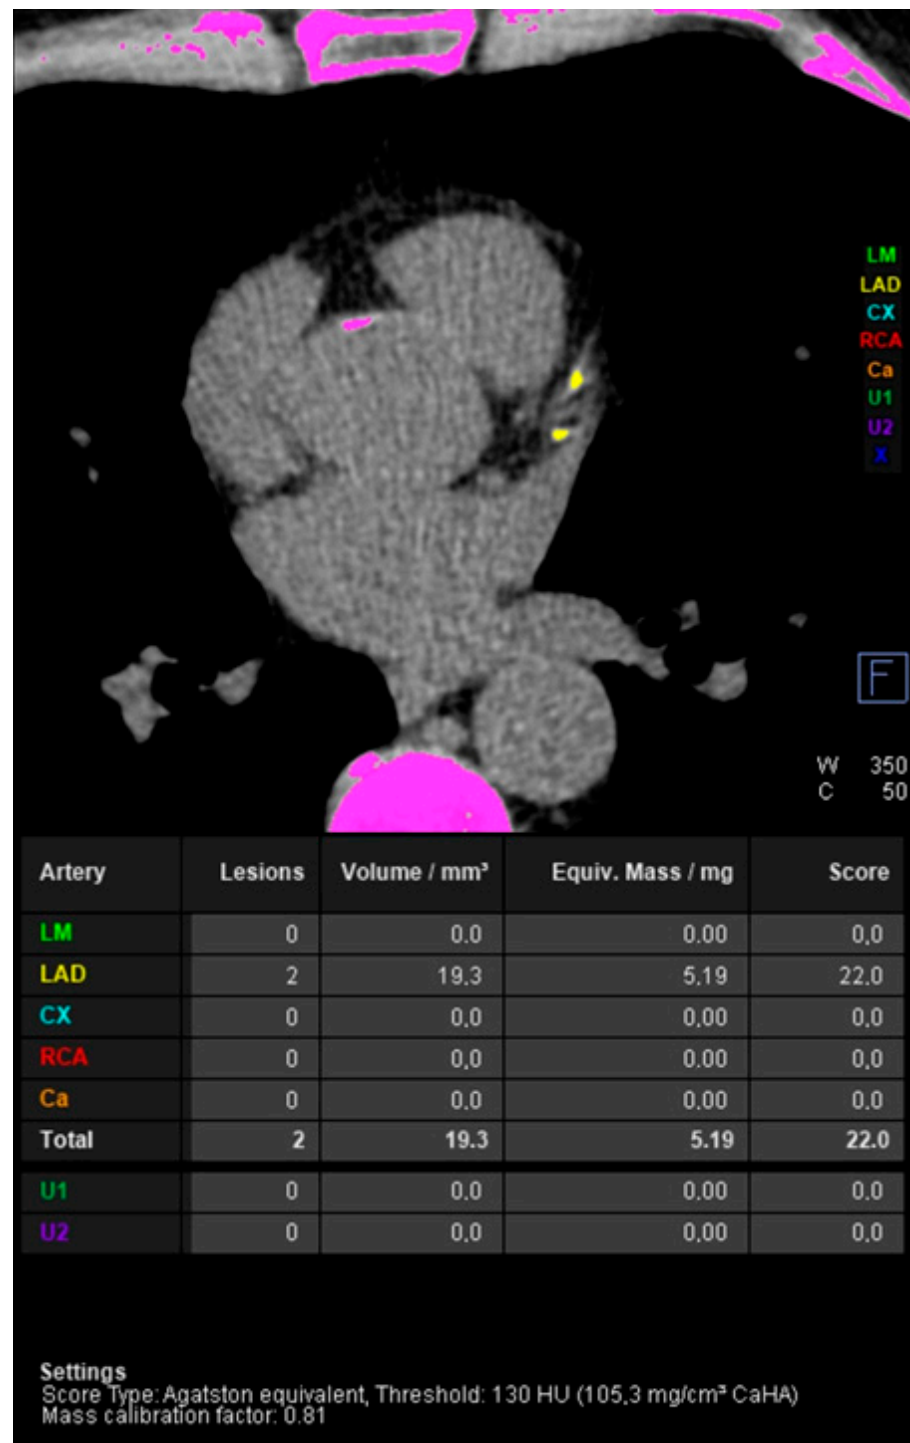 LM
LAD
CX
RCA
Ca
U1
U2
X
F
W 350
C 50
Artery Lesions Volume / mm³ Equiv. Mass / mg Score
LM 0 0.0 0.00 0.0
LAD 2 19.3 5.19 22.0
CX 0 0.0 0.00 0.0
RCA 0 0.0 0.00 0.0
Ca 0 0.0 0.00 0.0
Total 2 19.3 5.19 22.0
U1 0 0.0 0.00 0.0
U2 0 0.0 0.00 0.0
Settings
Score Type: Agatston equivalent, Threshold: 130 HU (105.3 mg/cm³ CaHA)
Mass calibration factor: 0.81